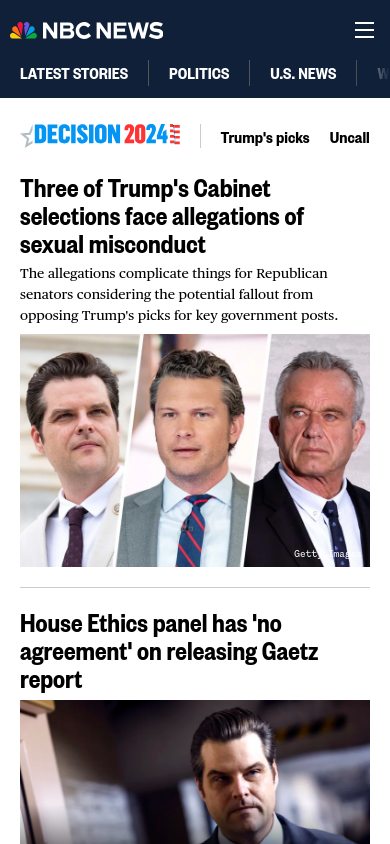 NBC NEWS
LATEST STORIES POLITICS U.S. NEWS
DECISION 2024 Trump's picks Uncall
Three of Trump's Cabinet
selections face allegations of
sexual misconduct
The allegations complicate things for Republican
senators considering the potential fallout from
opposing Trump's picks for key government posts.
Getty Images
House Ethics panel has 'no
agreement' on releasing Gaetz
report